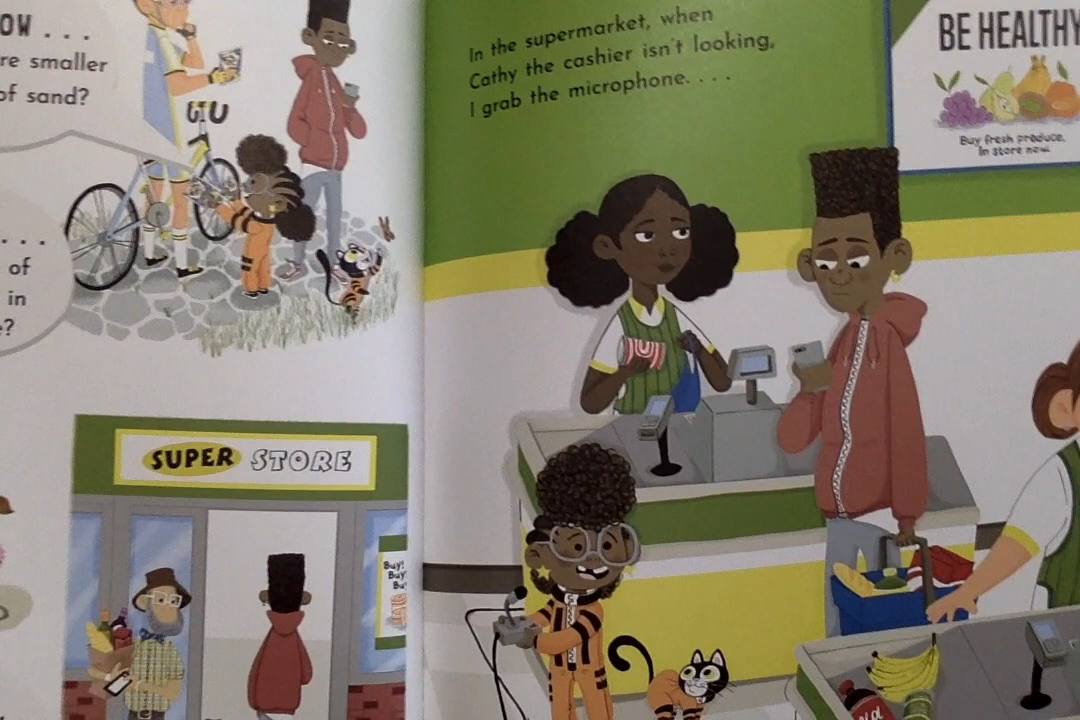 OW . . .
re smaller
of sand?
. . .
of
in
e?
SUPER STORE
Buy!
Buy
Bu
In the supermarket, when
Cathy the cashier isn't looking,
I grab the microphone. . . .
BE HEALTHY
Buy fresh produce.
In store now.